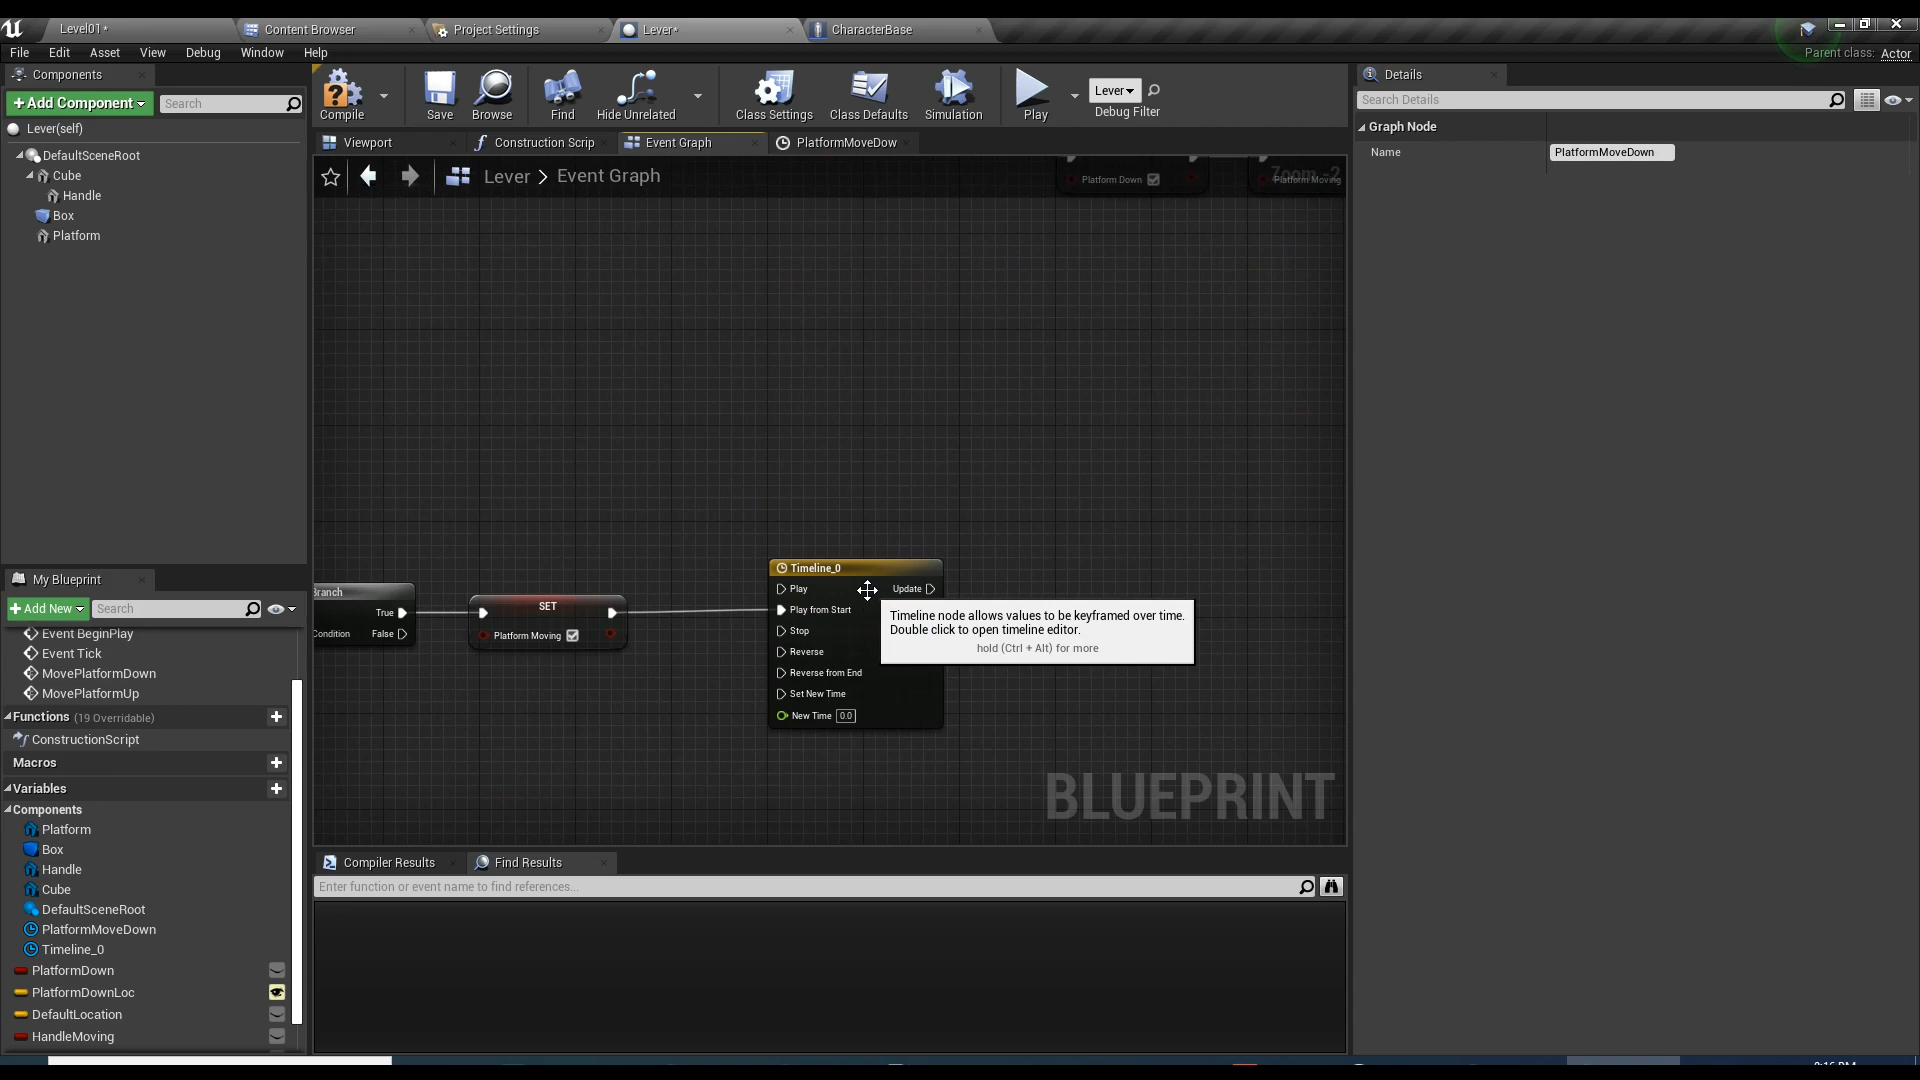 Level01*
Content Browser
Project Settings
Lever*
CharacterBase
File Edit Asset View Debug Window Help
Parent class: Actor
Components
+Add Component
Search
Lever(self)
DefaultSceneRoot
Cube
Handle
Box
Platform
Compile
Save
Browse
Find
Hide Unrelated
Class Settings
Class Defaults
Simulation
Play
Lever
Debug Filter
Viewport
Construction Scrip
Event Graph
PlatformMoveDow
Lever > Event Graph
Zoom -2
Platform Down
Platform Moving
Branch
True
Condition False
SET
Platform Moving
Timeline_0
Play Update
Play from Start
Stop
Reverse
Reverse from End
Set New Time
New Time 0.0
Timeline node allows values to be keyframed over time.
Double click to open timeline editor.
hold (Ctrl + Alt) for more
BLUEPRINT
Details
Search Details
Graph Node
Name PlatformMoveDown
My Blueprint
+Add New
Search
Event BeginPlay
Event Tick
MovePlatformDown
MovePlatformUp
Functions (19 Overridable)
ConstructionScript
Macros
Variables
Components
Platform
Box
Handle
Cube
DefaultSceneRoot
PlatformMoveDown
Timeline_0
PlatformDown
PlatformDownLoc
DefaultLocation
HandleMoving
Compiler Results
Find Results
Enter function or event name to find references...